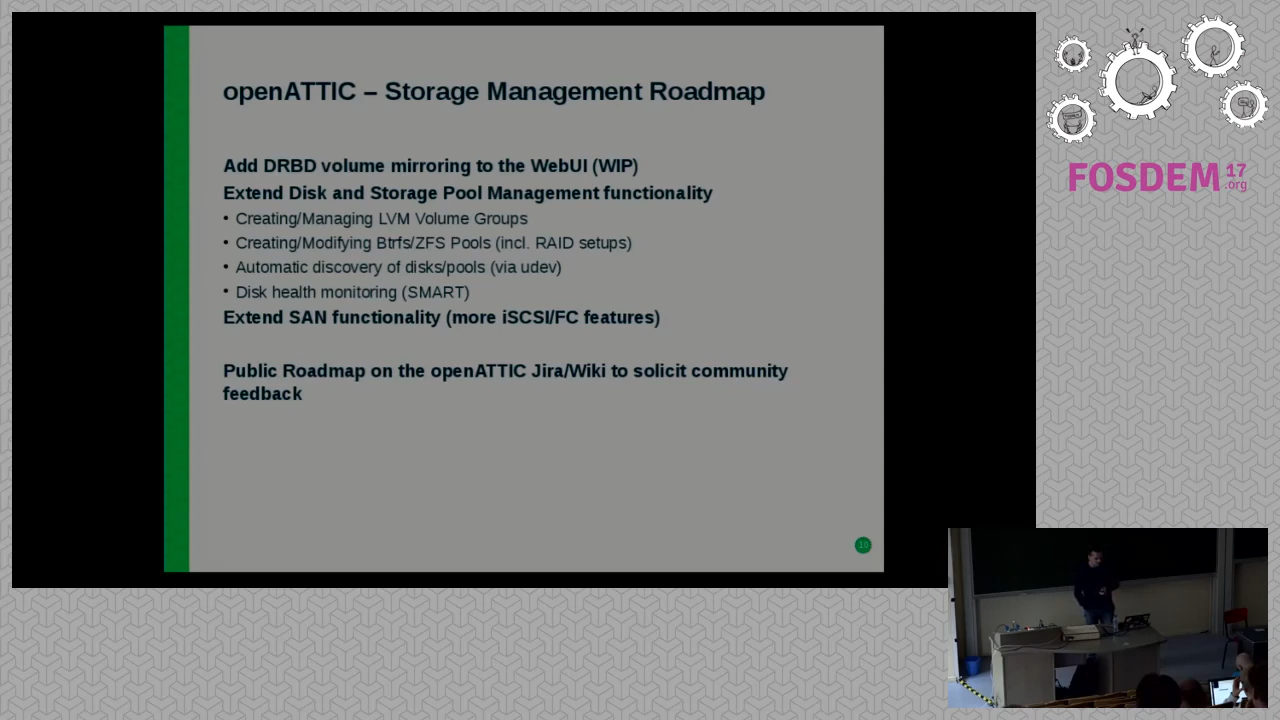 openATTIC – Storage Management Roadmap
Add DRBD volume mirroring to the WebUI (WIP)
Extend Disk and Storage Pool Management functionality
• Creating/Managing LVM Volume Groups
• Creating/Modifying Btrfs/ZFS Pools (incl. RAID setups)
• Automatic discovery of disks/pools (via udev)
• Disk health monitoring (SMART)
Extend SAN functionality (more iSCSI/FC features)
Public Roadmap on the openATTIC Jira/Wiki to solicit community
feedback
FOSDEM 17
.org